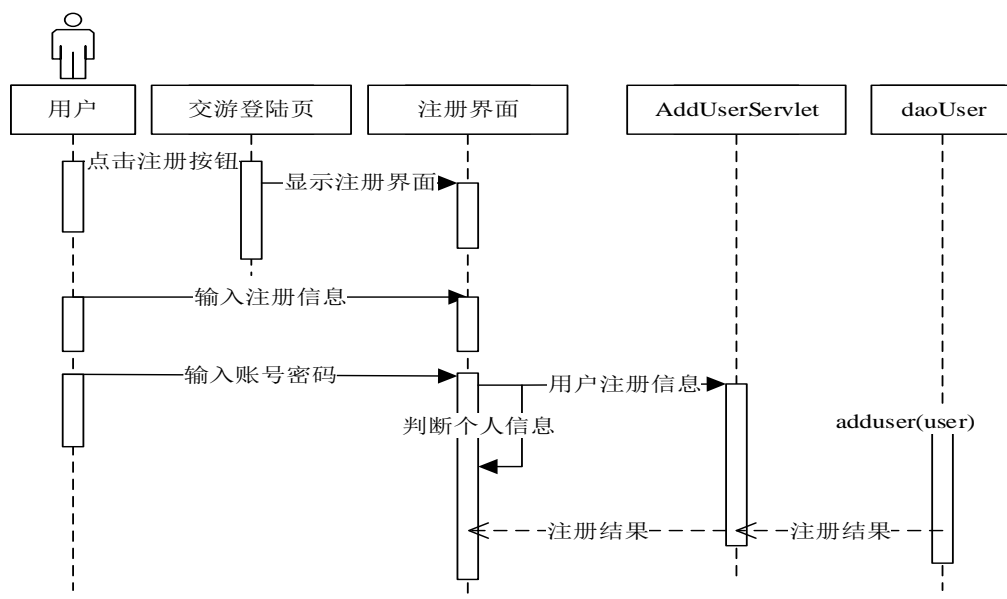 用户
交游登陆页
注册界面
AddUserServlet
daoUser
点击注册按钮
显示注册界面
输入注册信息
输入账号密码
用户注册信息
判断个人信息
adduser(user)
注册结果
注册结果